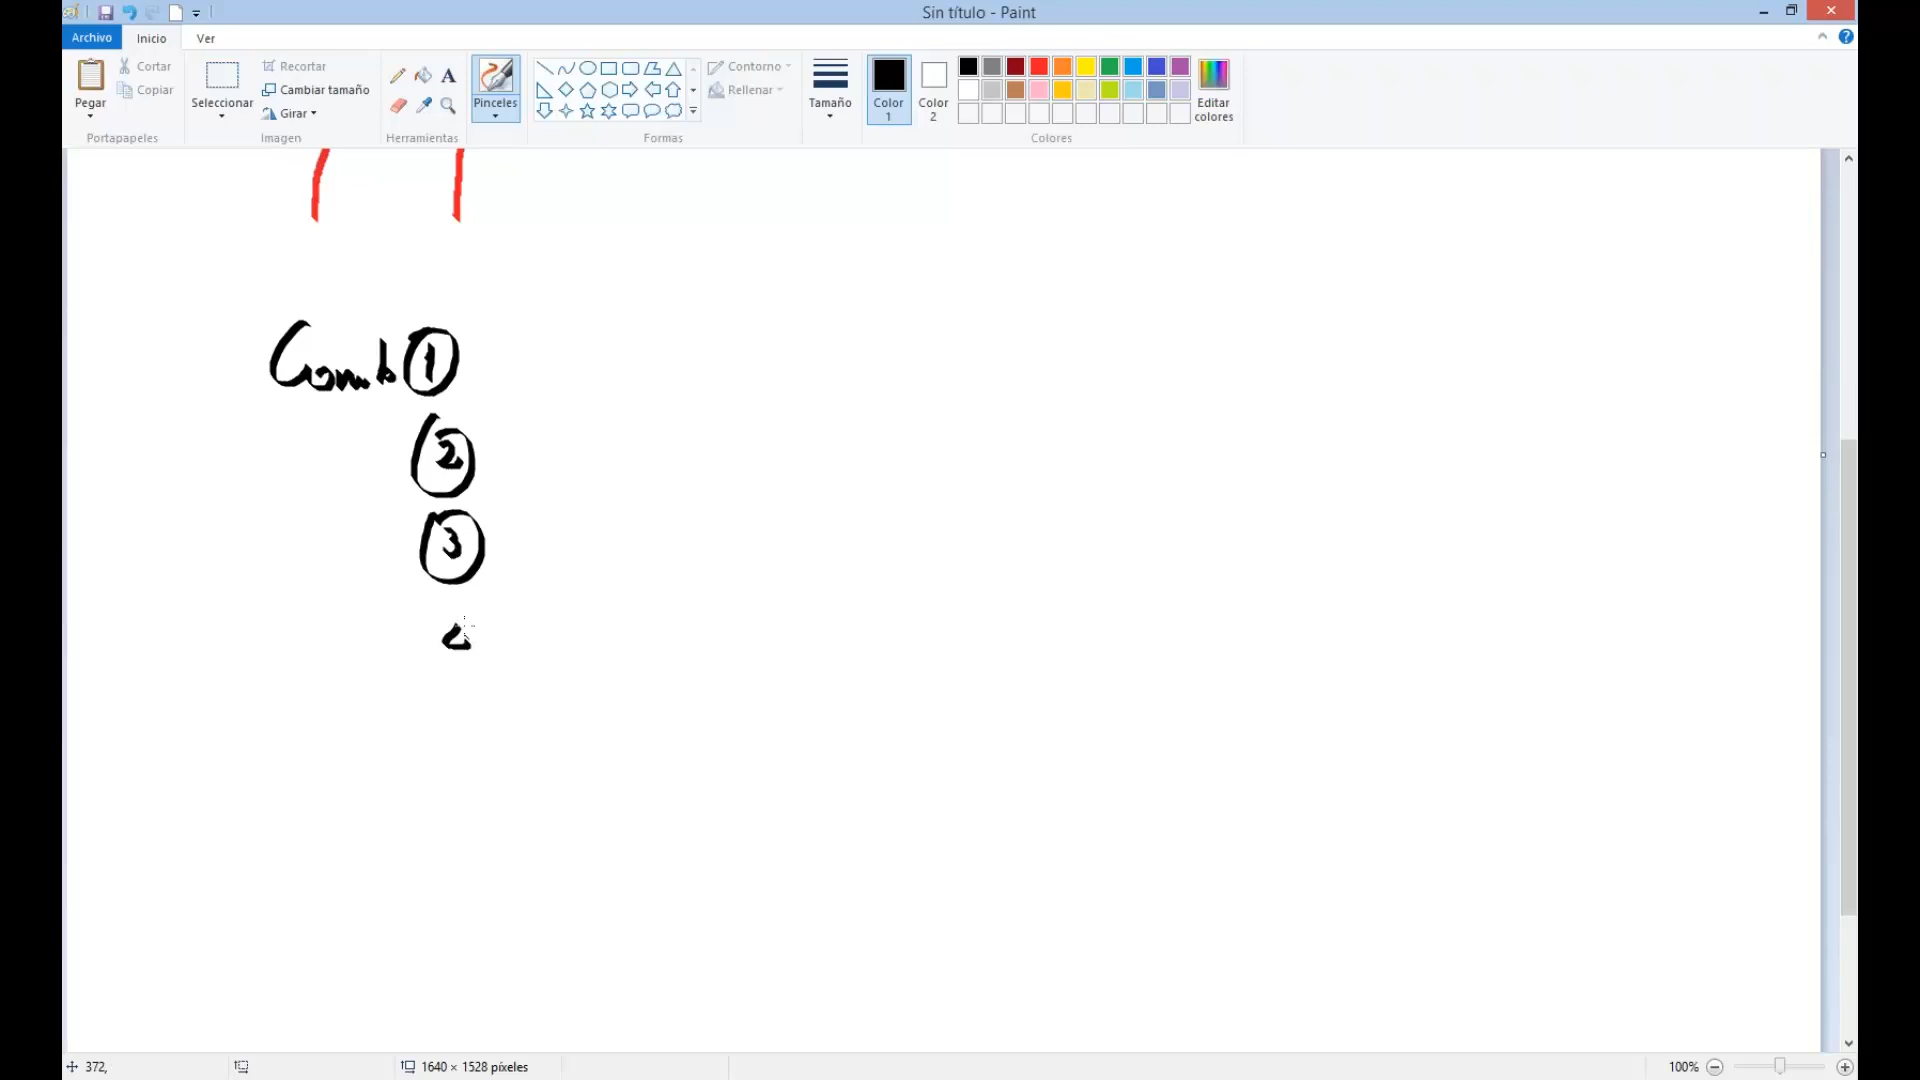 Sin título - Paint
Archivo Inicio Ver
Pegar
Cortar
Copiar
Portapapeles
Seleccionar
Recortar
Cambiar tamaño
Girar
Imagen
A
Herramientas
Pinceles
Contorno
Rellenar
Formas
Tamaño
Color
1
Color
2
Editar
colores
Colores
Comb 1
2
3
372,
1640 × 1528 píxeles
100%